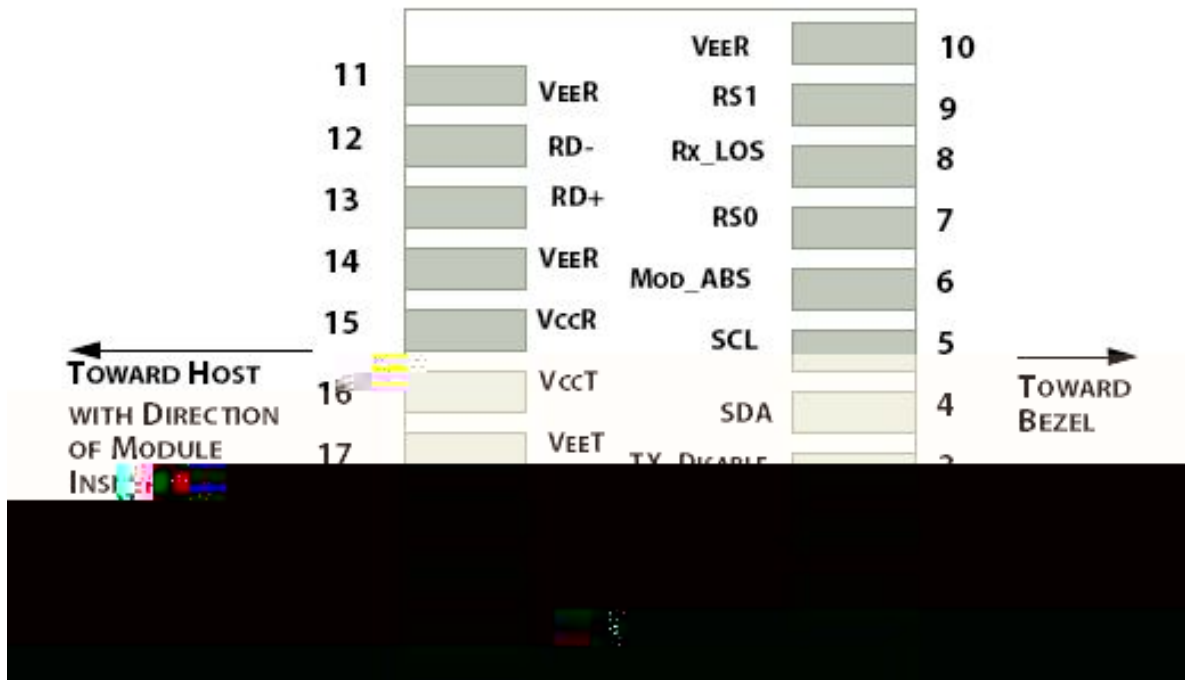 VEER 10
11 VEER
RS1 9
12 RD-
Rx_LOS 8
13 RD+
RS0 7
14 VEER
MOD_ABS 6
15 VCCR
SCL 5
TOWARD HOST
WITH DIRECTION
OF MODULE
16 VCCT
SDA 4
TOWARD
BEZEL
17 VEET
TX_DISABLE